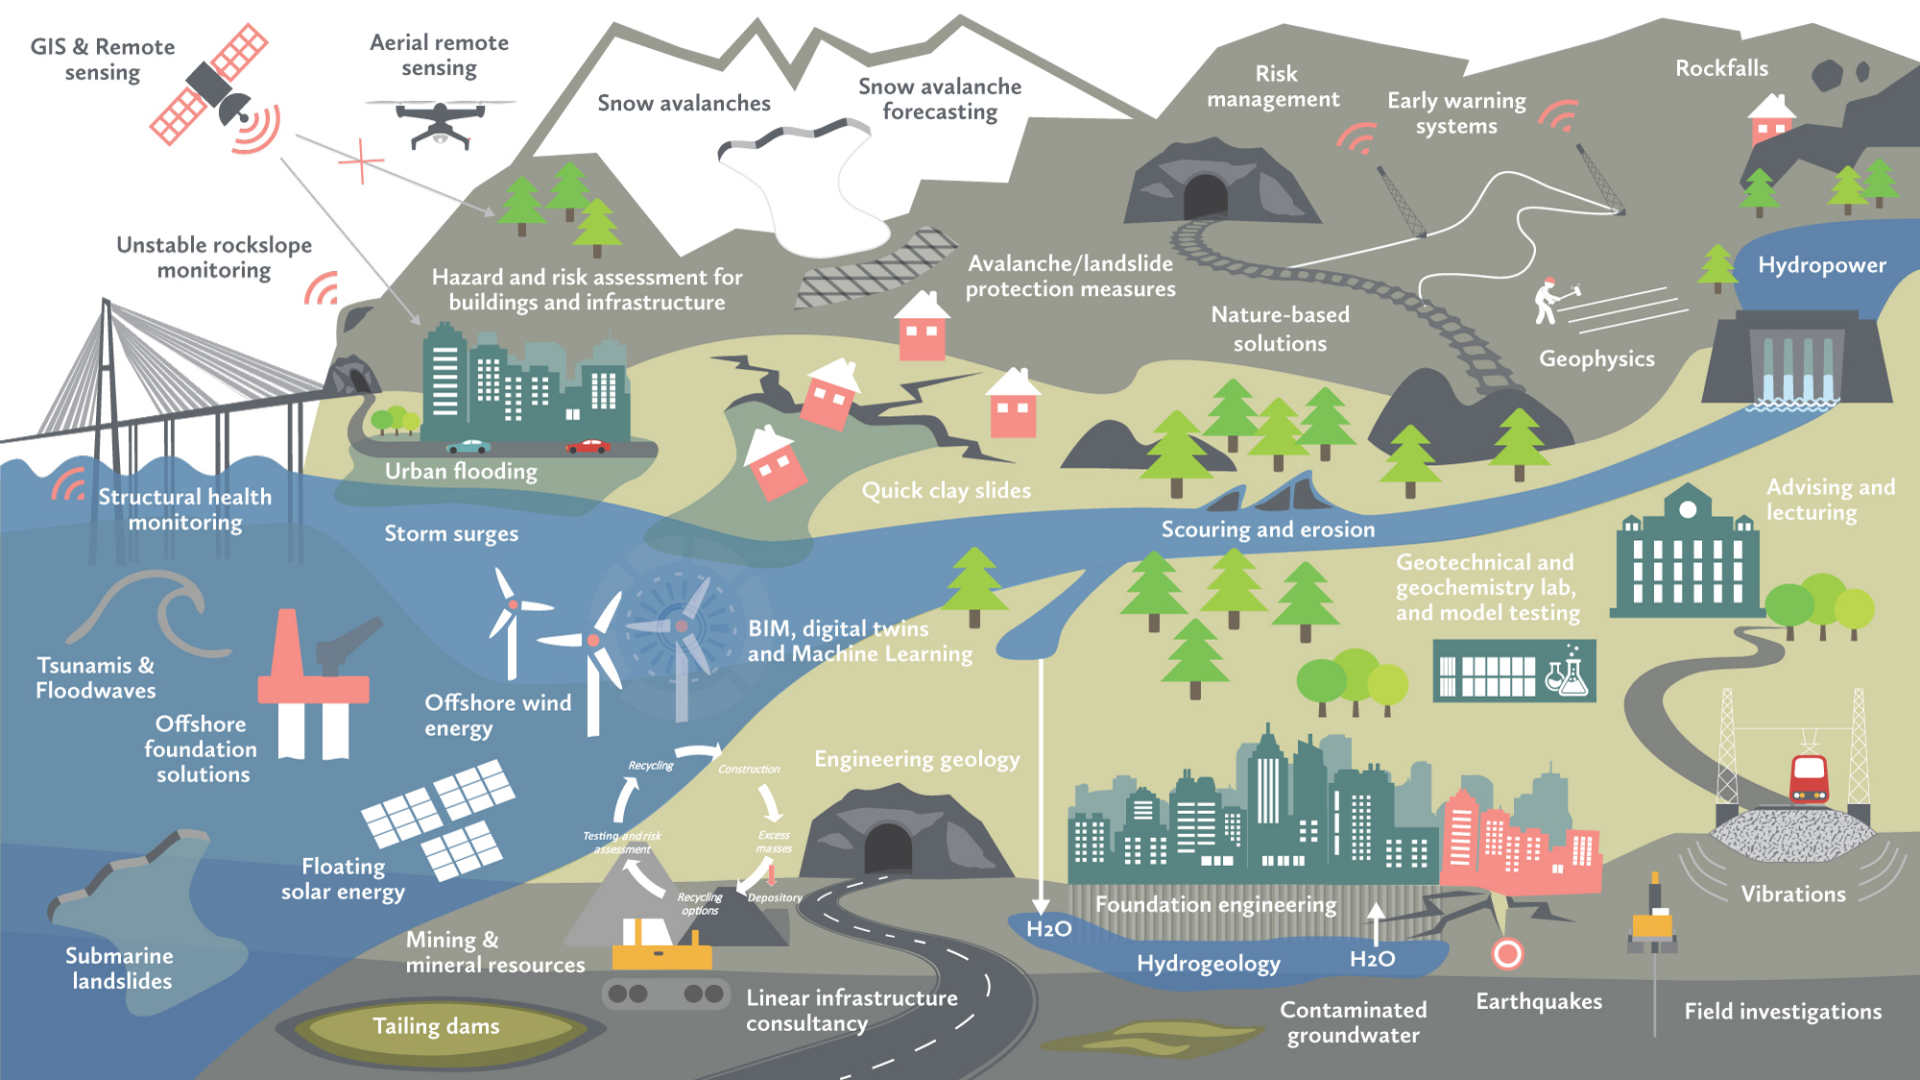 GIS & Remote
sensing
Aerial remote
sensing
Snow avalanches
Snow avalanche
forecasting
Risk
management
Early warning
systems
Rockfalls
Unstable rockslope
monitoring
Hazard and risk assessment for
buildings and infrastructure
Avalanche/landslide
protection measures
Nature-based
solutions
Geophysics
Hydropower
Urban flooding
Structural health
monitoring
Storm surges
Quick clay slides
Scouring and erosion
Advising and
lecturing
Geotechnical and
geochemistry lab,
and model testing
Tsunamis &
Floodwaves
Offshore
foundation
solutions
Offshore wind
energy
BIM, digital twins
and Machine Learning
Engineering geology
Recycling
Construction
Excess
masses
Testing and risk
assessment
Recycling
options
Depository
Floating
solar energy
Submarine
landslides
Mining &
mineral resources
Tailing dams
Linear infrastructure
consultancy
H2O
Foundation engineering
Hydrogeology
H2O
Contaminated
groundwater
Earthquakes
Vibrations
Field investigations